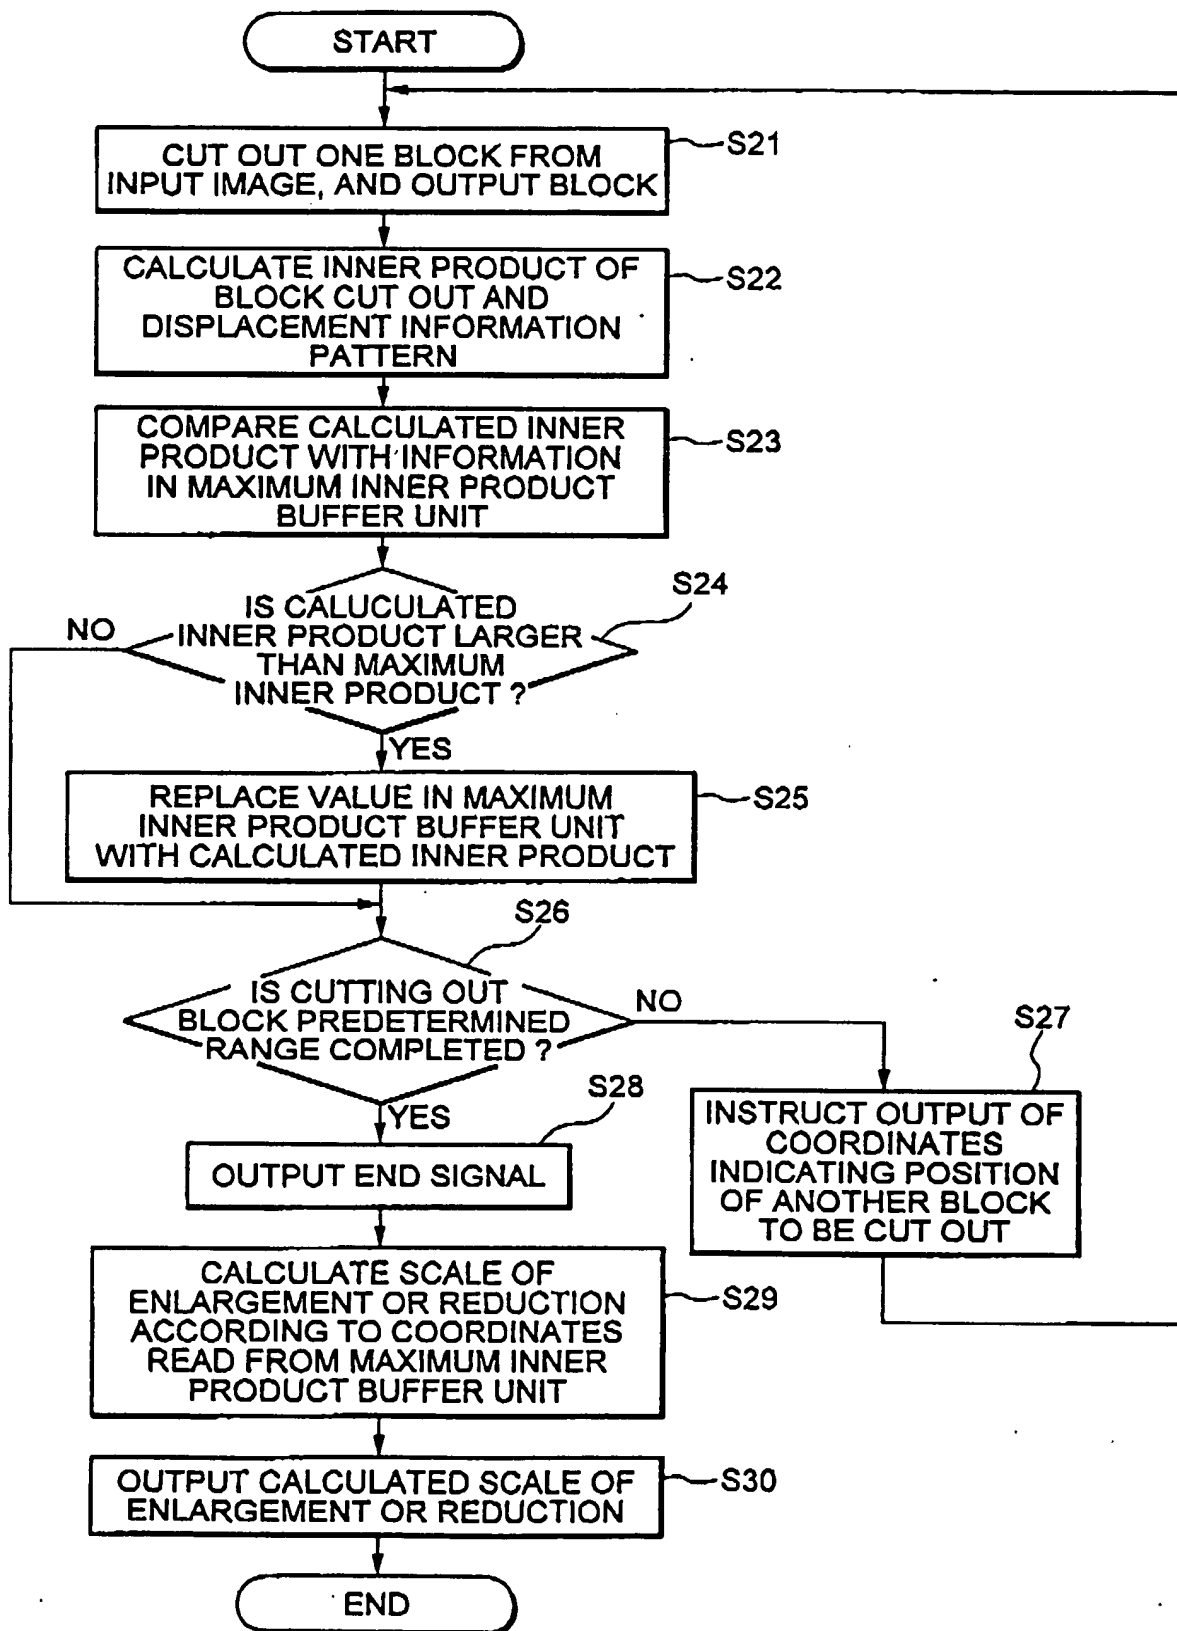 START
CUT OUT ONE BLOCK FROM
INPUT IMAGE, AND OUTPUT BLOCK
S21
CALCULATE INNER PRODUCT OF
BLOCK CUT OUT AND
DISPLACEMENT INFORMATION
PATTERN
S22
COMPARE CALCULATED INNER
PRODUCT WITH INFORMATION
IN MAXIMUM INNER PRODUCT
BUFFER UNIT
S23
IS CALUCULATED
INNER PRODUCT LARGER
THAN MAXIMUM
INNER PRODUCT ?
S24
NO
YES
REPLACE VALUE IN MAXIMUM
INNER PRODUCT BUFFER UNIT
WITH CALCULATED INNER PRODUCT
S25
IS CUTTING OUT
BLOCK PREDETERMINED
RANGE COMPLETED ?
S26
NO
YES
S27
INSTRUCT OUTPUT OF
COORDINATES
INDICATING POSITION
OF ANOTHER BLOCK
TO BE CUT OUT
S28
OUTPUT END SIGNAL
CALCULATE SCALE OF
ENLARGEMENT OR REDUCTION
ACCORDING TO COORDINATES
READ FROM MAXIMUM INNER
PRODUCT BUFFER UNIT
S29
OUTPUT CALCULATED SCALE OF
ENLARGEMENT OR REDUCTION
S30
END